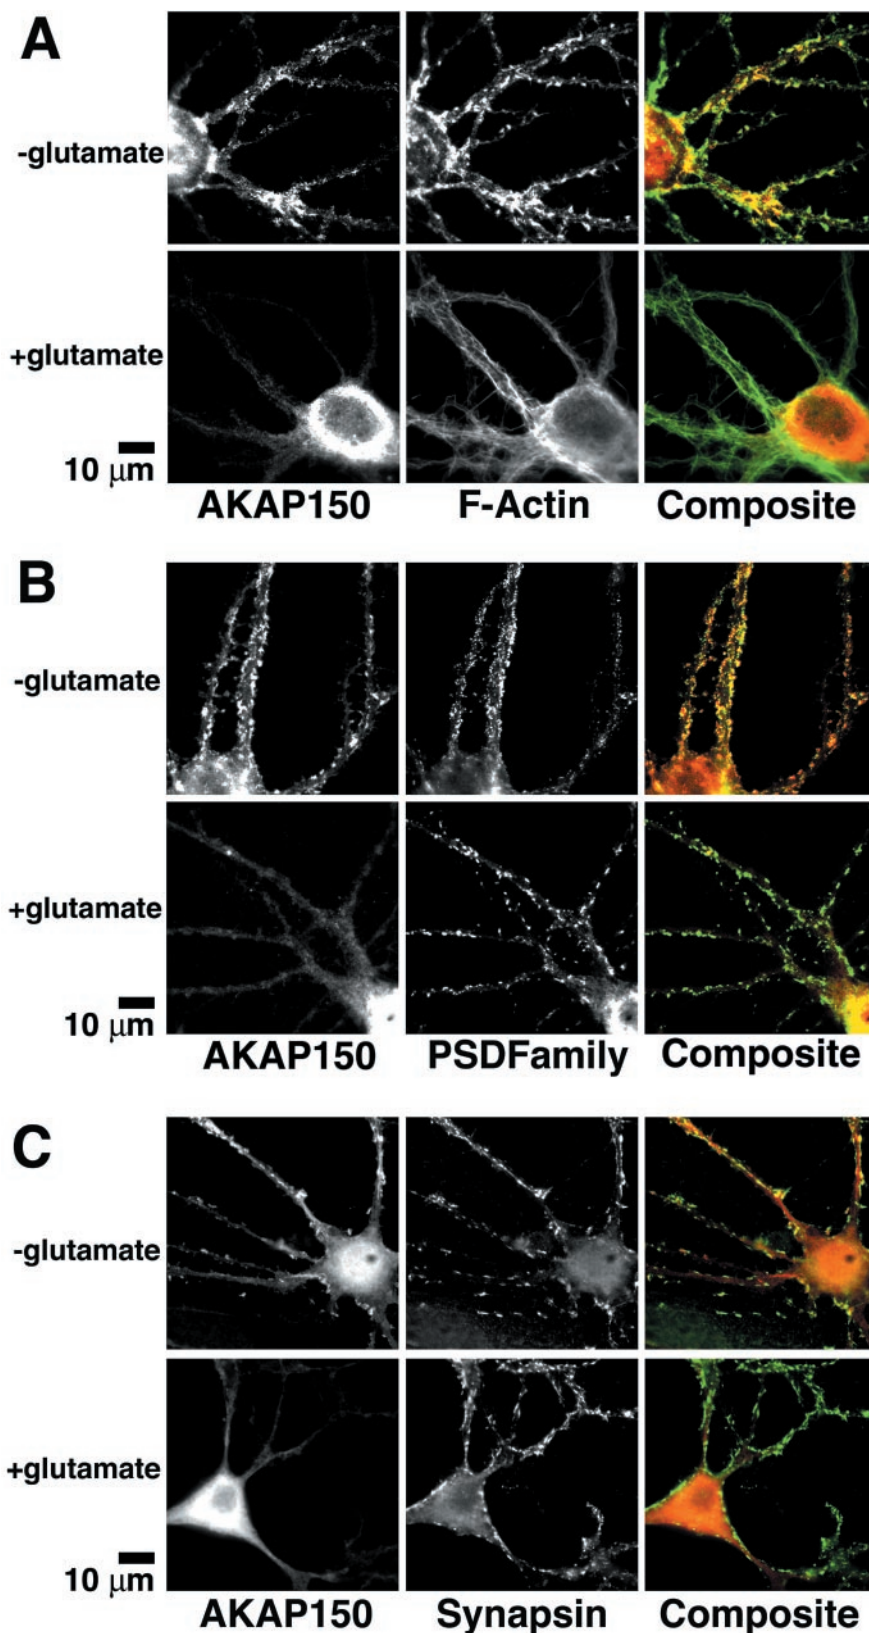 A
-glutamate
+glutamate
10 μm
AKAP150 F-Actin Composite
B
-glutamate
+glutamate
10 μm
AKAP150 PSDFamily Composite
C
-glutamate
+glutamate
10 μm
AKAP150 Synapsin Composite